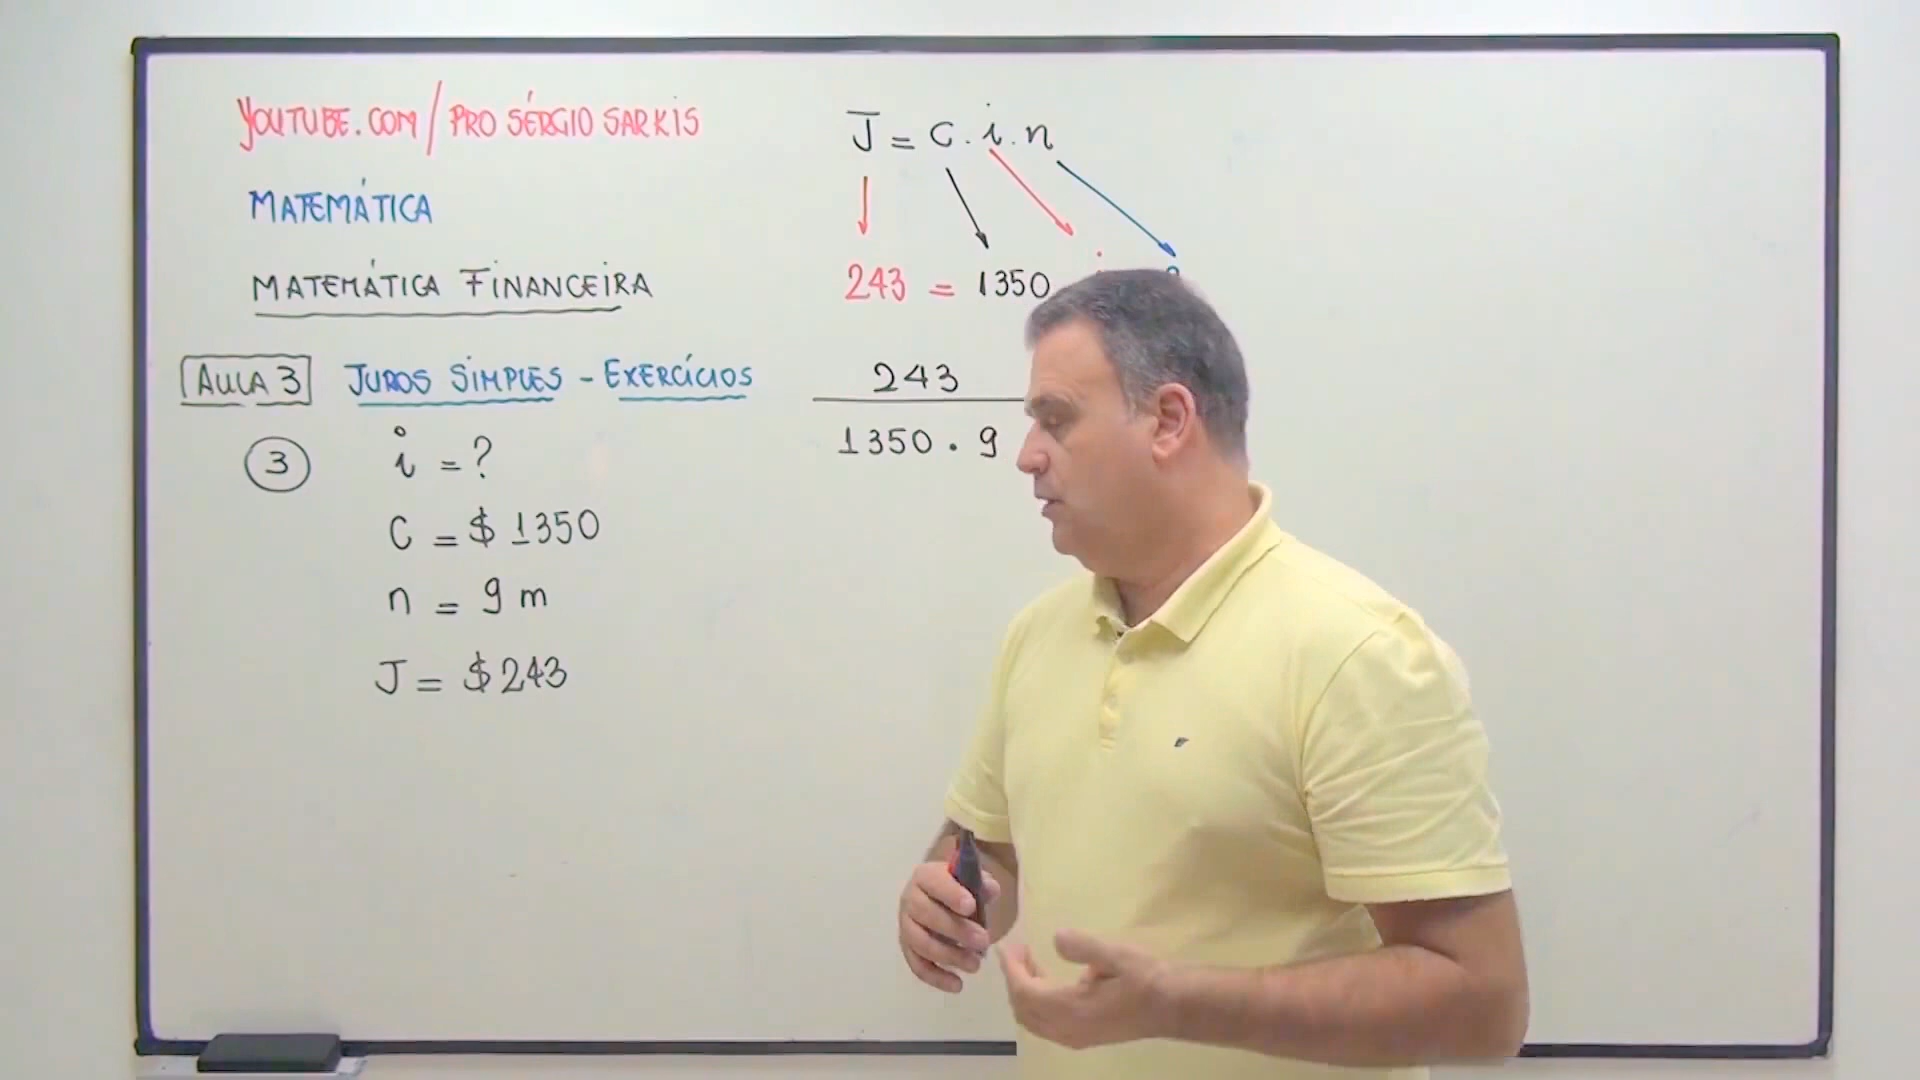 YOUTUBE.COM/PRO SÉRGIO SARKIS
MATEMÁTICA
MATEMÁTICA FINANCEIRA
AULA 3 JUROS SIMPLES - EXERCÍCIOS
3 i = ?
C = $ 1350
n = 9 m
J = $ 243
J = C . i . n
243 = 1350
243
1350 . 9